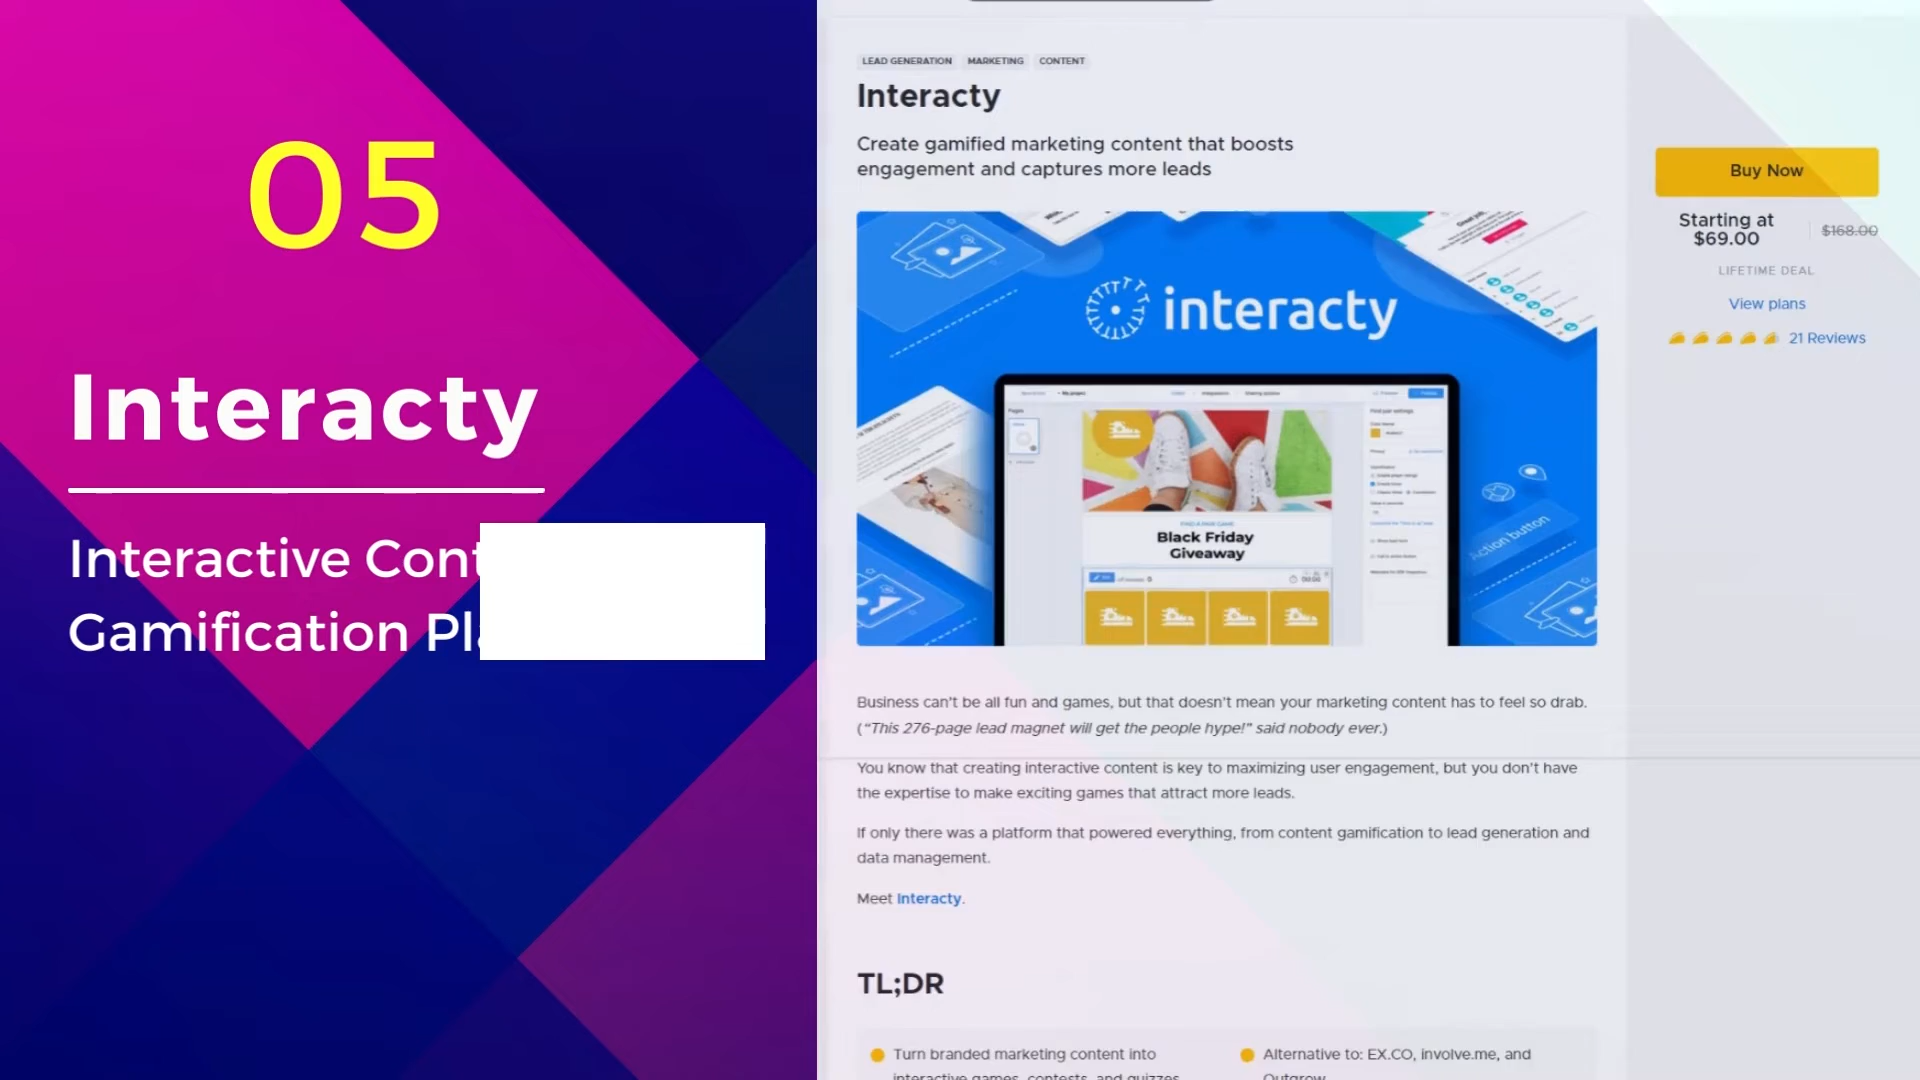 05
Interacty
Interactive
Gamification
LEAD GENERATION MARKETING CONTENT
Interacty
Create gamified marketing content that boosts
engagement and captures more leads
interacty
Black Friday
Giveaway
Action button
Buy Now
Starting at
$69.00
$168.00
LIFETIME DEAL
View plans
21 Reviews
Business can't be all fun and games, but that doesn't mean your marketing content has to feel so drab.
(“This 276-page lead magnet will get the people hype!” said nobody ever.)
You know that creating interactive content is key to maximizing user engagement, but you don't have
the expertise to make exciting games that attract more leads.
If only there was a platform that powered everything, from content gamification to lead generation and
data management.
Meet Interacty.
TL;DR
Turn branded marketing content into
interactive games, contests, and quizzes
Alternative to: EX.CO, involve.me, and
Outgrow